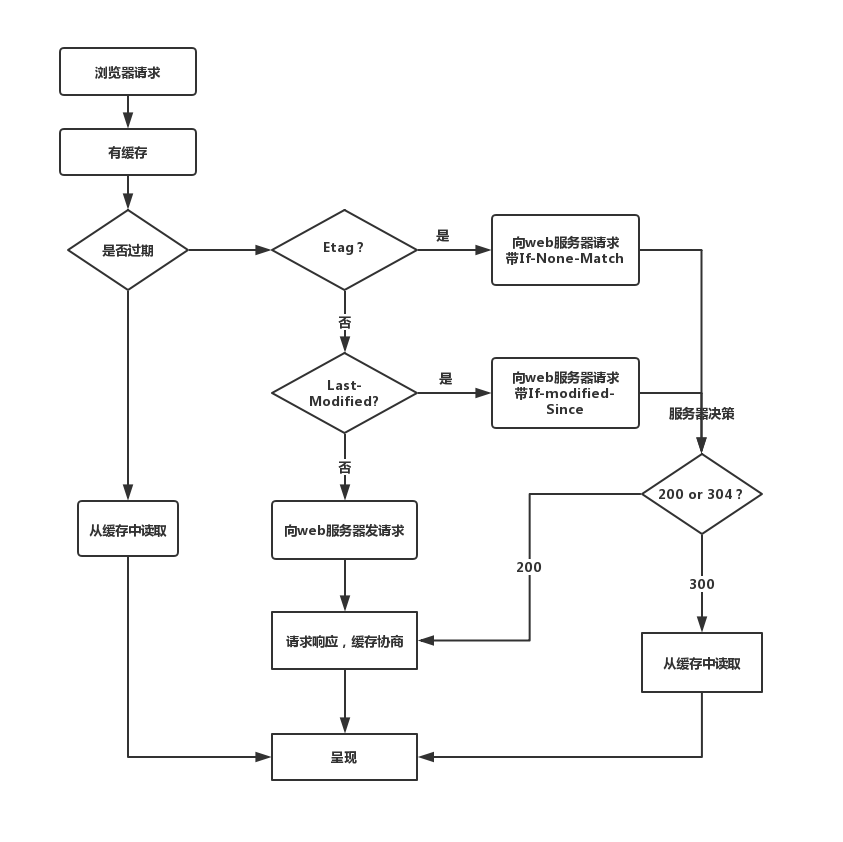 浏览器请求
有缓存
是否过期
Etag？
是
向web服务器请求
带If-None-Match
否
Last-
Modified?
是
向web服务器请求
带If-modified-
Since
服务器决策
否
200 or 304？
从缓存中读取
向web服务器发请求
200
300
请求响应，缓存协商
从缓存中读取
呈现